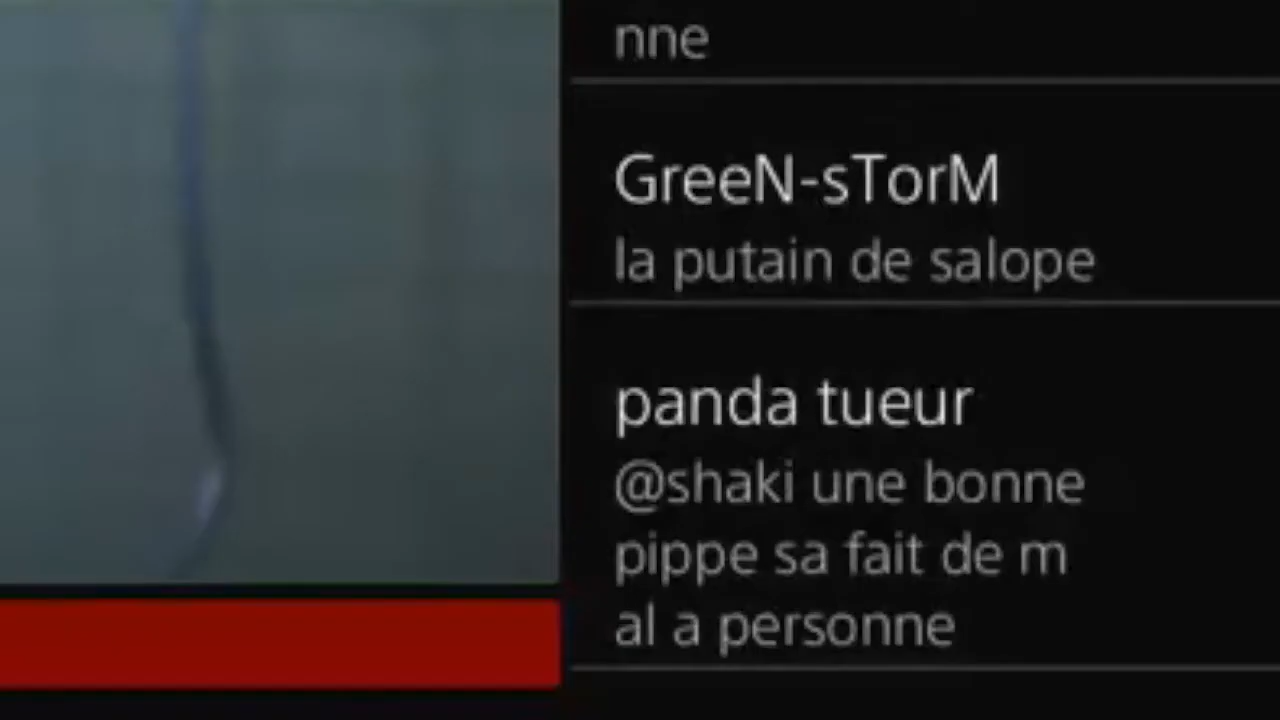 nne
GreeN-sTorM
la putain de salope
panda tueur
@shaki une bonne
pippe sa fait de m
al a personne